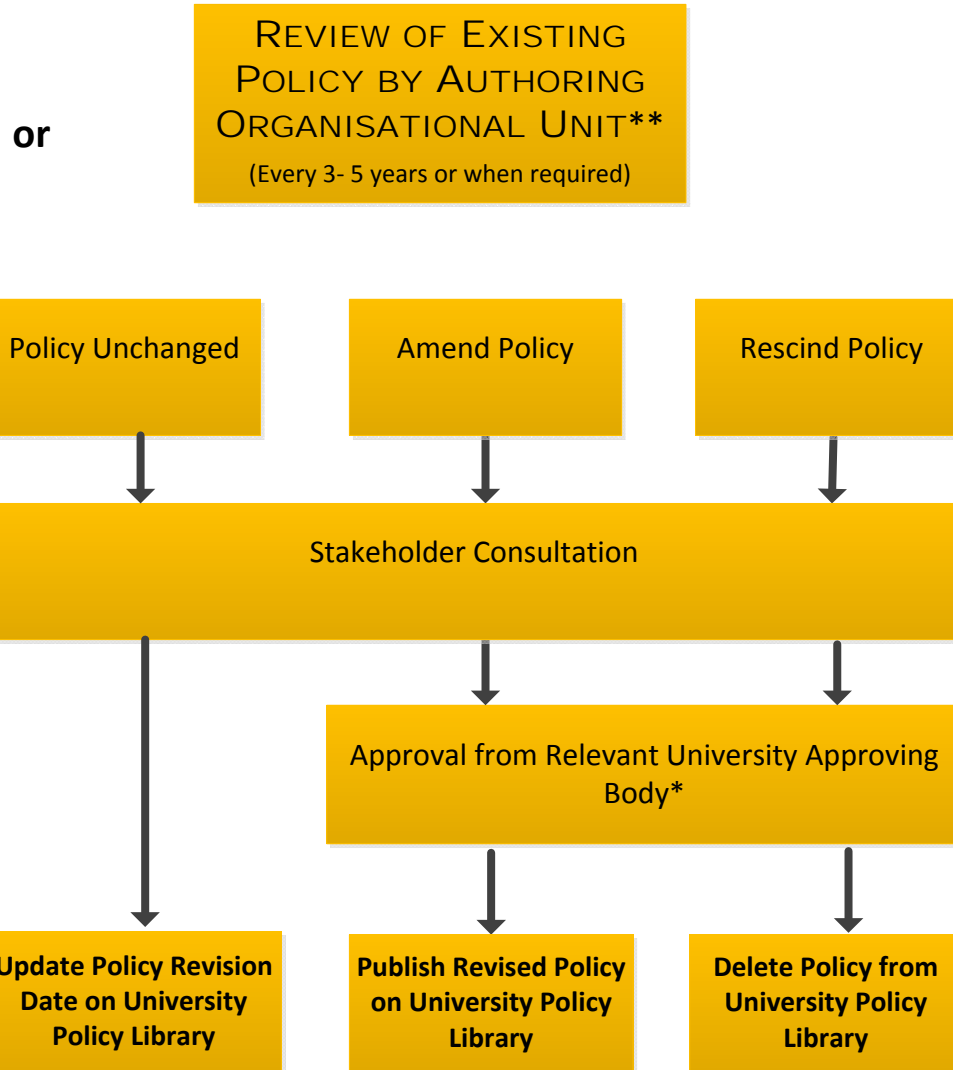 REVIEW OF EXISTING
POLICY BY AUTHORING
ORGANISATIONAL UNIT**
(Every 3- 5 years or when required)
or
Policy Unchanged
Amend Policy
Rescind Policy
Stakeholder Consultation
Approval from Relevant University Approving
Body*
Update Policy Revision
Date on University
Policy Library
Publish Revised Policy
on University Policy
Library
Delete Policy from
University Policy
Library